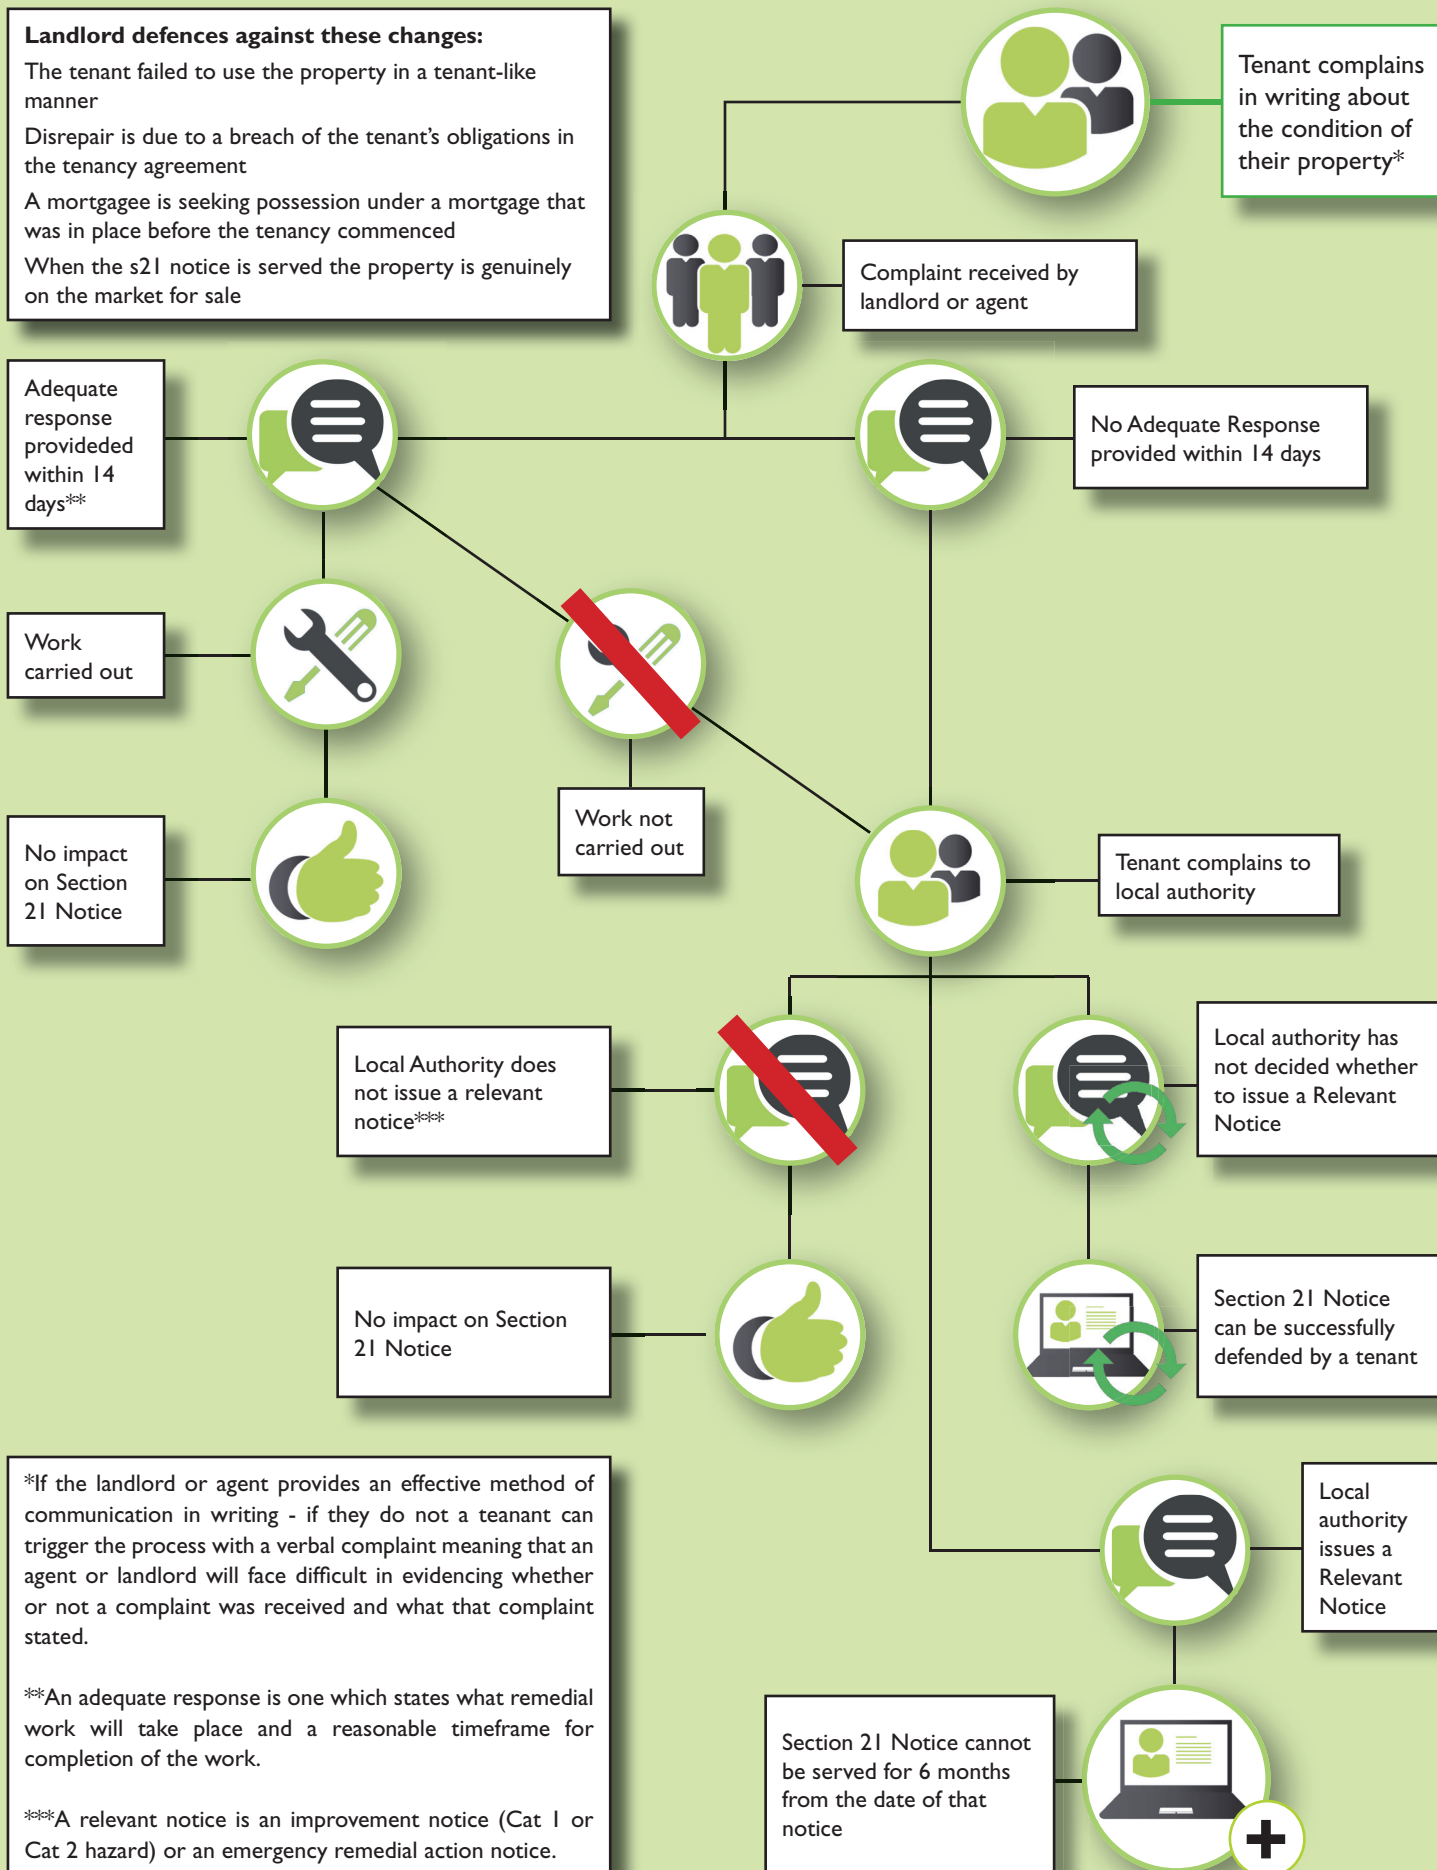 Landlord defences against these changes:
The tenant failed to use the property in a tenant-like
manner
Disrepair is due to a breach of the tenant's obligations in
the tenancy agreement
A mortgagee is seeking possession under a mortgage that
was in place before the tenancy commenced
When the s21 notice is served the property is genuinely
on the market for sale
Tenant complains
in writing about
the condition of
their property*
Complaint received by
landlord or agent
Adequate
response
provideded
within 14
days**
No Adequate Response
provided within 14 days
Work
carried out
Work not
carried out
No impact
on Section
21 Notice
Tenant complains to
local authority
Local Authority does
not issue a relevant
notice***
Local authority has
not decided whether
to issue a Relevant
Notice
No impact on Section
21 Notice
Section 21 Notice
can be successfully
defended by a tenant
Local
authority
issues a
Relevant
Notice
Section 21 Notice cannot
be served for 6 months
from the date of that
notice
*If the landlord or agent provides an effective method of
communication in writing - if they do not a teanant can
trigger the process with a verbal complaint meaning that an
agent or landlord will face difficult in evidencing whether
or not a complaint was received and what that complaint
stated.
**An adequate response is one which states what remedial
work will take place and a reasonable timeframe for
completion of the work.
***A relevant notice is an improvement notice (Cat 1 or
Cat 2 hazard) or an emergency remedial action notice.